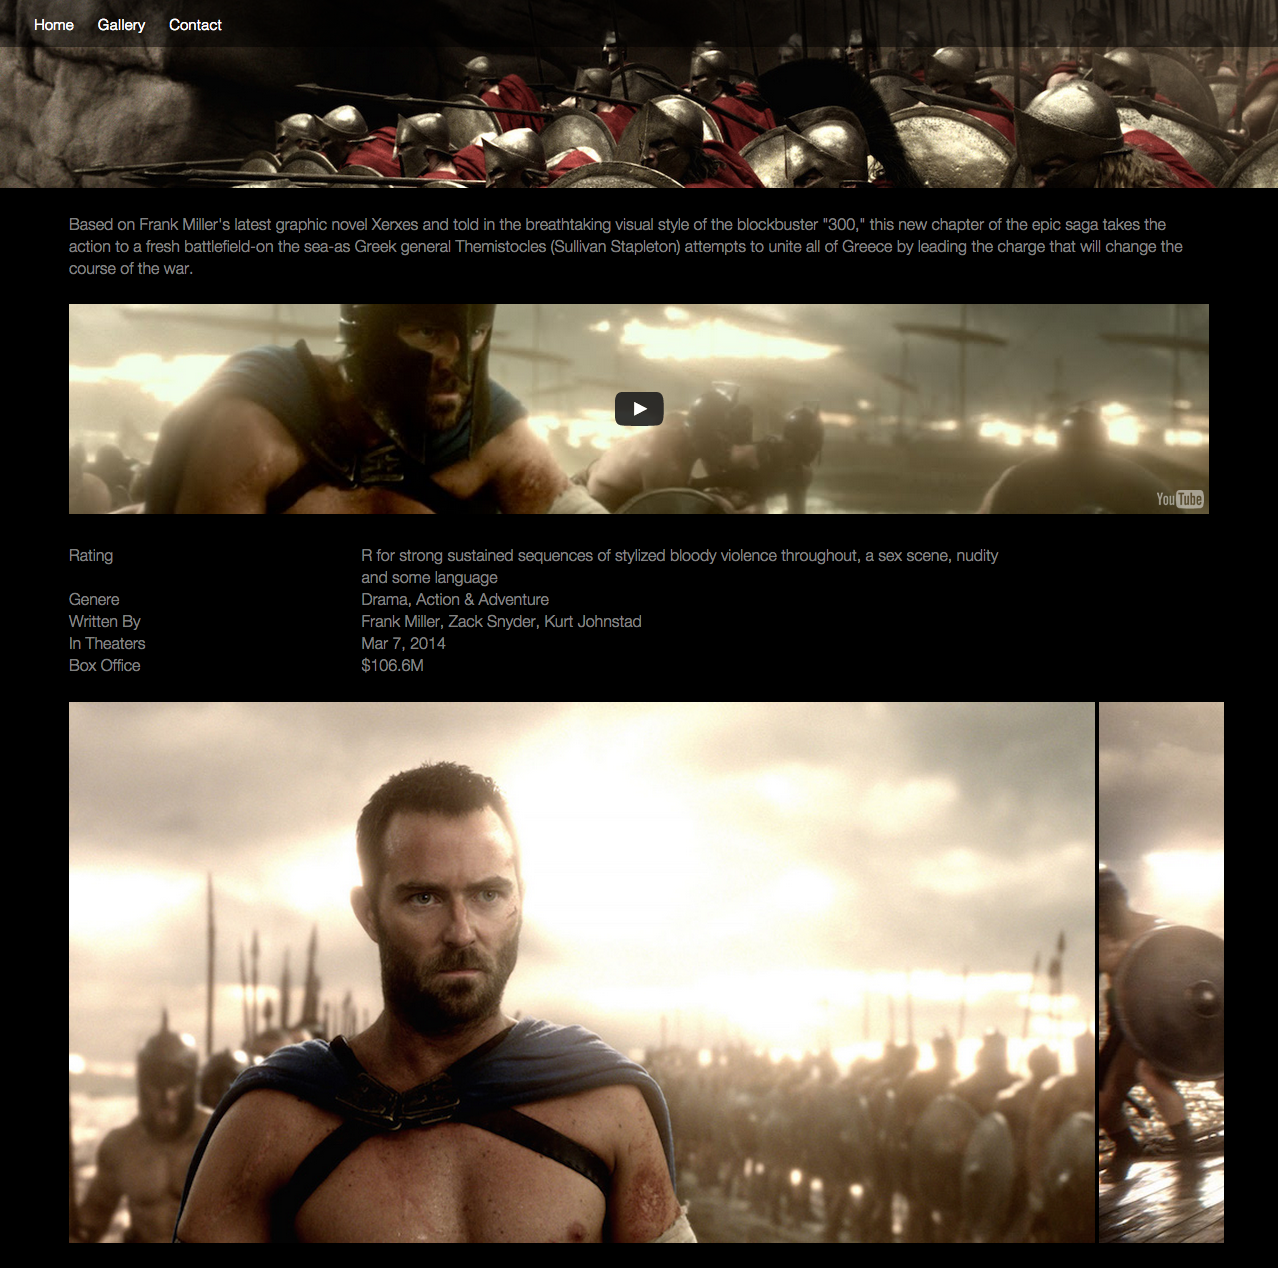 Home Gallery Contact
Based on Frank Miller's latest graphic novel Xerxes and told in the breathtaking visual style of the blockbuster "300," this new chapter of the epic saga takes the
action to a fresh battlefield-on the sea-as Greek general Themistocles (Sullivan Stapleton) attempts to unite all of Greece by leading the charge that will change the
course of the war.
YouTube
Rating R for strong sustained sequences of stylized bloody violence throughout, a sex scene, nudity
and some language
Genere Drama, Action & Adventure
Written By Frank Miller, Zack Snyder, Kurt Johnstad
In Theaters Mar 7, 2014
Box Office $106.6M